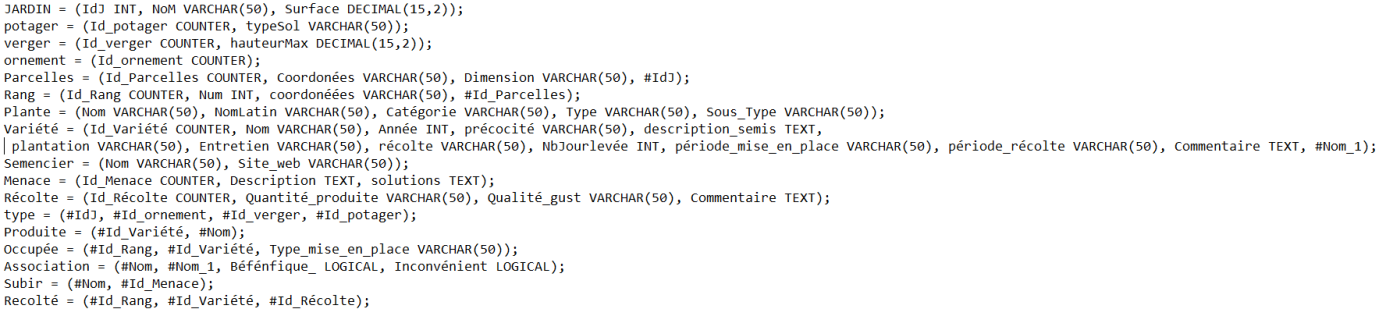 JARDIN = (IdJ INT, NoM VARCHAR(50), Surface DECIMAL(15,2));
potager = (Id_potager COUNTER, typeSol VARCHAR(50));
verger = (Id_verger COUNTER, hauteurMax DECIMAL(15,2));
ornement = (Id_ornement COUNTER);
Parcelles = (Id_Parcelles COUNTER, Coordonées VARCHAR(50), Dimension VARCHAR(50), #IdJ);
Rang = (Id_Rang COUNTER, Num INT, coordonéées VARCHAR(50), #Id_Parcelles);
Plante = (Nom VARCHAR(50), NomLatin VARCHAR(50), Catégorie VARCHAR(50), Type VARCHAR(50), Sous_Type VARCHAR(50));
Variété = (Id_Variété COUNTER, Nom VARCHAR(50), Année INT, précocité VARCHAR(50), description_semis TEXT,
plantation VARCHAR(50), Entretien VARCHAR(50), récolte VARCHAR(50), NbJourlevée INT, période_mise_en_place VARCHAR(50), période_récolte VARCHAR(50), Commentaire TEXT, #Nom_1);
Semencier = (Nom VARCHAR(50), Site_web VARCHAR(50));
Menace = (Id_Menace COUNTER, Description TEXT, solutions TEXT);
Récolte = (Id_Récolte COUNTER, Quantité_produite VARCHAR(50), Qualité_gust VARCHAR(50), Commentaire TEXT);
type = (#IdJ, #Id_ornement, #Id_verger, #Id_potager);
Produite = (#Id_Variété, #Nom);
Occupée = (#Id_Rang, #Id_Variété, Type_mise_en_place VARCHAR(50));
Association = (#Nom, #Nom_1, Béfénfique_ LOGICAL, Inconvénient LOGICAL);
Subir = (#Nom, #Id_Menace);
Recolté = (#Id_Rang, #Id_Variété, #Id_Récolte);